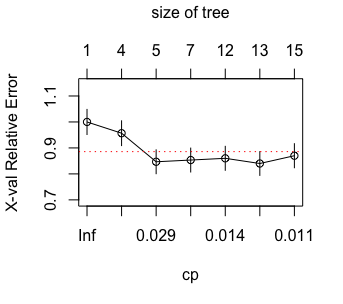 size of tree
1 4 5 7 12 13 15
X-val Relative Error
1.1
0.9
0.7
Inf 0.029 0.014 0.011
cp